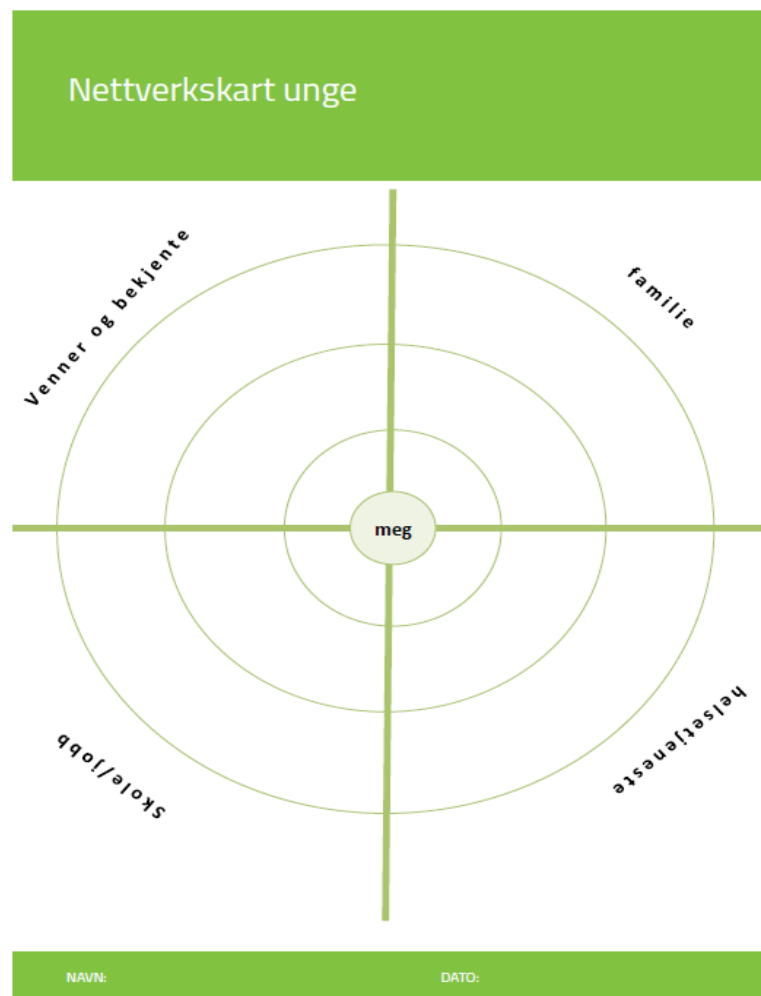 Nettverkskart unge
Venner og bekjente
familie
meg
Skole/jobb
helsetjeneste
NAVN:
DATO: